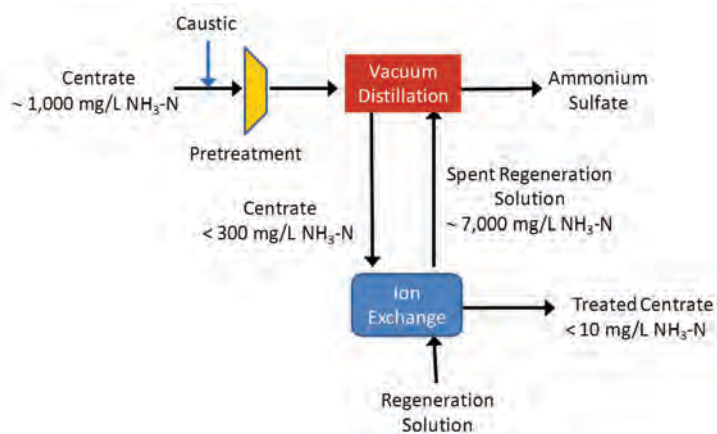 Caustic
Centrate
~ 1,000 mg/L NH₃-N
Pretreatment
Vacuum
Distillation
Ammonium
Sulfate
Centrate
< 300 mg/L NH₃-N
Spent Regeneration
Solution
~ 7,000 mg/L NH₃-N
Ion
Exchange
Treated Centrate
< 10 mg/L NH₃-N
Regeneration
Solution